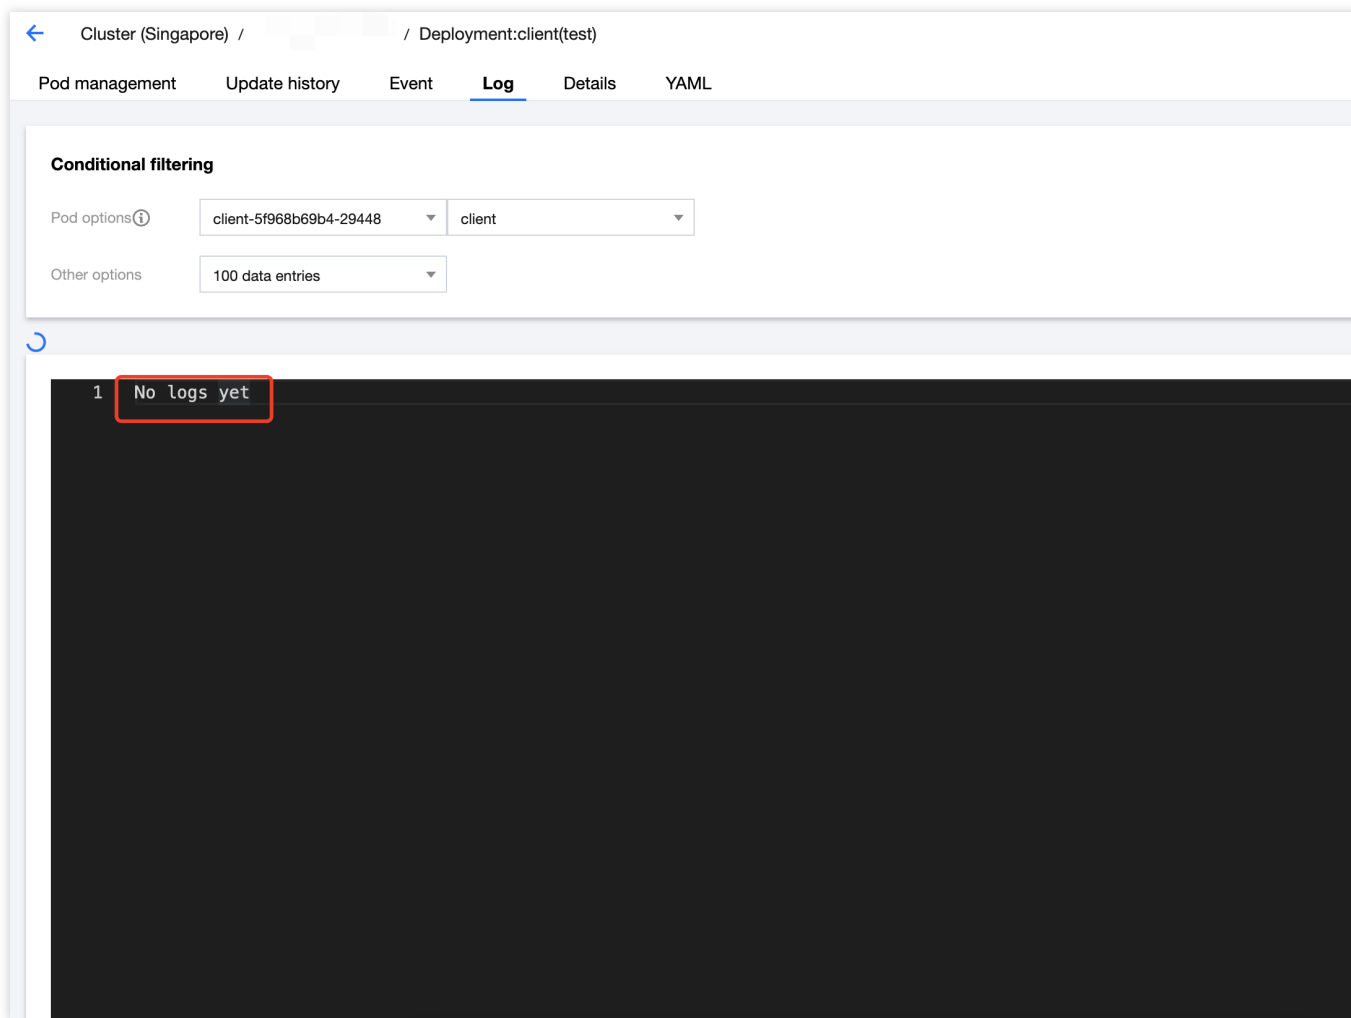 Cluster (Singapore) / / Deployment:client(test)
Pod management Update history Event Log Details YAML
Conditional filtering
Pod options client-5f968b69b4-29448 client
Other options 100 data entries
1 No logs yet